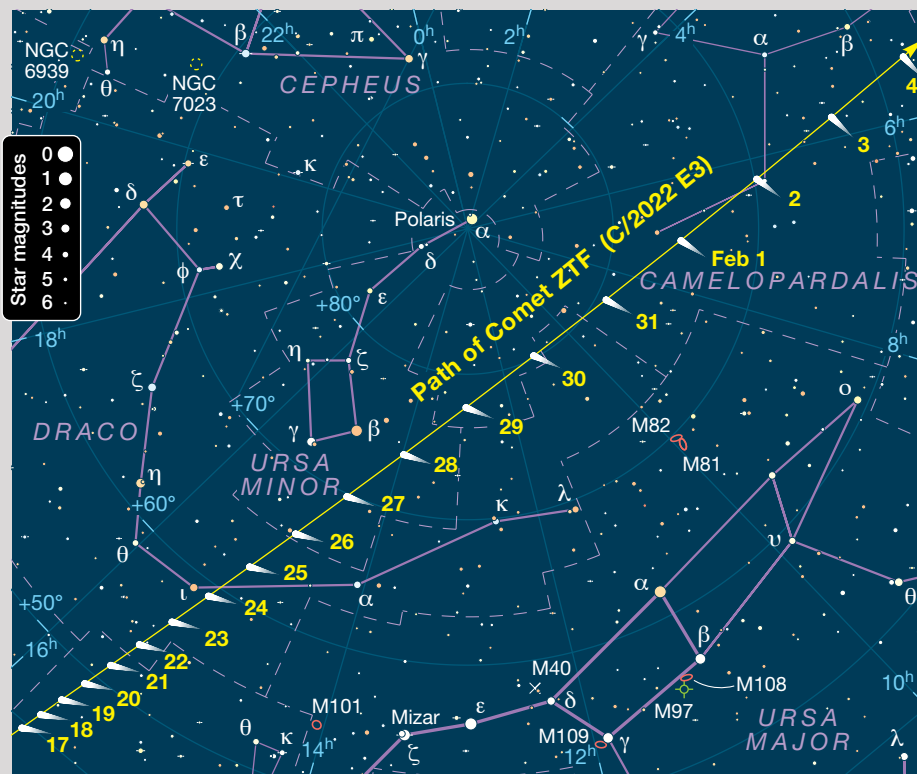 NGC
6939
η
θ
NGC
7023
22h
β
π
0h
γ
2h
CEPHEUS
γ
4h
α
β
4
20h
6h
3
Star magnitudes
0
1
2
3
4
5
6
ε
δ
τ
κ
Polaris
α
δ
2
φ
χ
Path of Comet ZTF (C/2022 E3)
Feb 1
CAMELOPARDALIS
ε
+80°
31
18h
8h
η
ζ
30
ζ
ο
+70°
29
DRACO
γ
β
M82
M81
URSA
MINOR
28
η
+60°
27
κ
λ
26
υ
θ
25
ι
24
α
α
θ
+50°
16h
23
β
22
21
20
19
18
17
M101
14h
θ
κ
Mizar
ζ
ε
M40
δ
M109
12h
γ
M108
M97
10h
URSA
MAJOR
λ